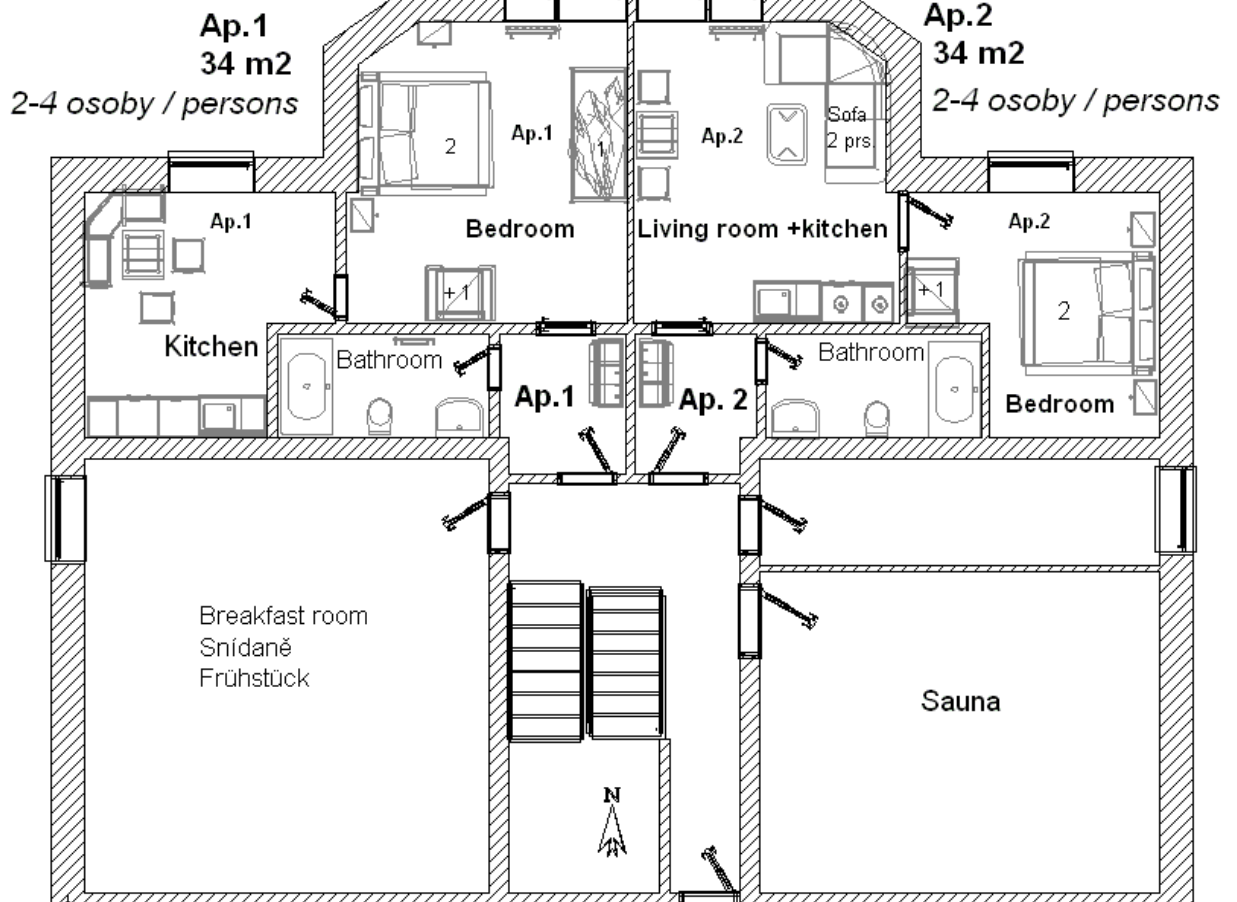 Ap.1
34 m2
2-4 osoby / persons
Ap.2
34 m2
2-4 osoby / persons
2
Ap.1
1
Ap.2
Sofa
2 prs.
Ap.1
Bedroom
Living room +kitchen
Ap.2
+ 1
+ 1
2
Kitchen
Bathroom
Bathroom
Ap.1
Ap. 2
Bedroom
Breakfast room
Snídaně
Frühstück
Sauna
N